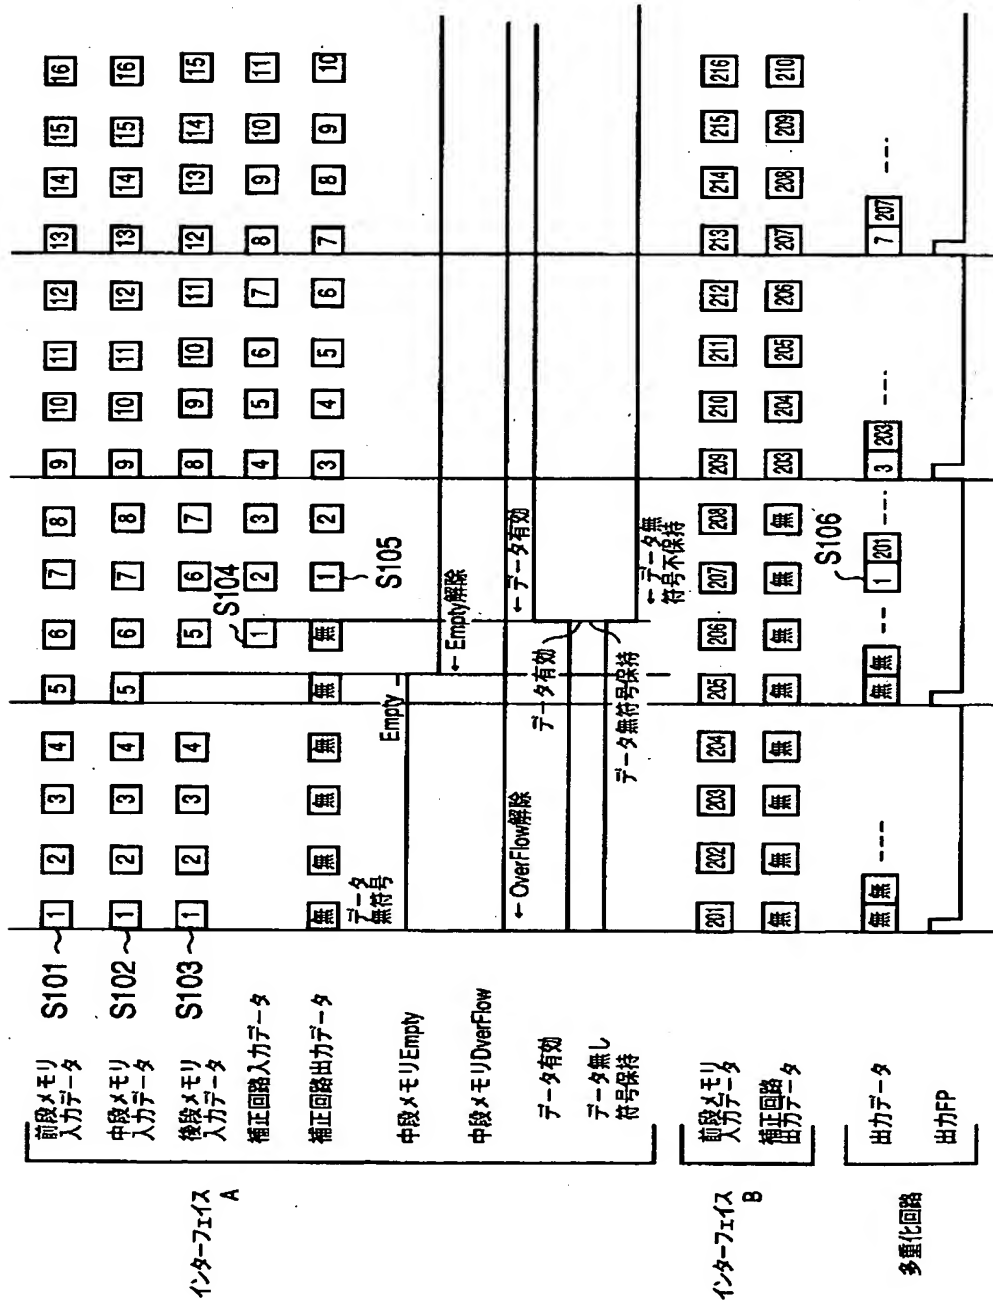 インターフェイス
A
前段メモリ
入力データ
S101
1 2 3 4 5 6 7 8 9 10 11 12 13 14 15 16
中段メモリ
入力データ
S102
1 2 3 4 5 6 7 8 9 10 11 12 13 14 15 16
後段メモリ
入力データ
S103
1 2 3 4 5 6 7 8 9 10 11 12 13 14 15
補正回路入力データ
S104
1 2 3 4 5 6 7 8 9 10 11
補正回路出力データ
無 無 無 無 無 無 1 2 3 4 5 6 7 8 9 10
S105
データ
無符号
中段メモリEmpty
Empty
←Empty解除
中段メモリOverFlow
←OverFlow解除
データ有効
データ有効
←データ有効
データ無し
符号保持
データ無符号保持
←データ無
符号不保持
インターフェイス
B
前段メモリ
入力データ
201 202 203 204 205 206 207 208 209 210 211 212 213 214 215 216
補正回路
出力データ
無 無 無 無 無 無 無 無 203 204 205 206 207 208 209 210
多重化回路
出力データ
無 無 --- 無 無 -- 1 201 --- 3 203 --- 7 207 ---
S106
出力FP